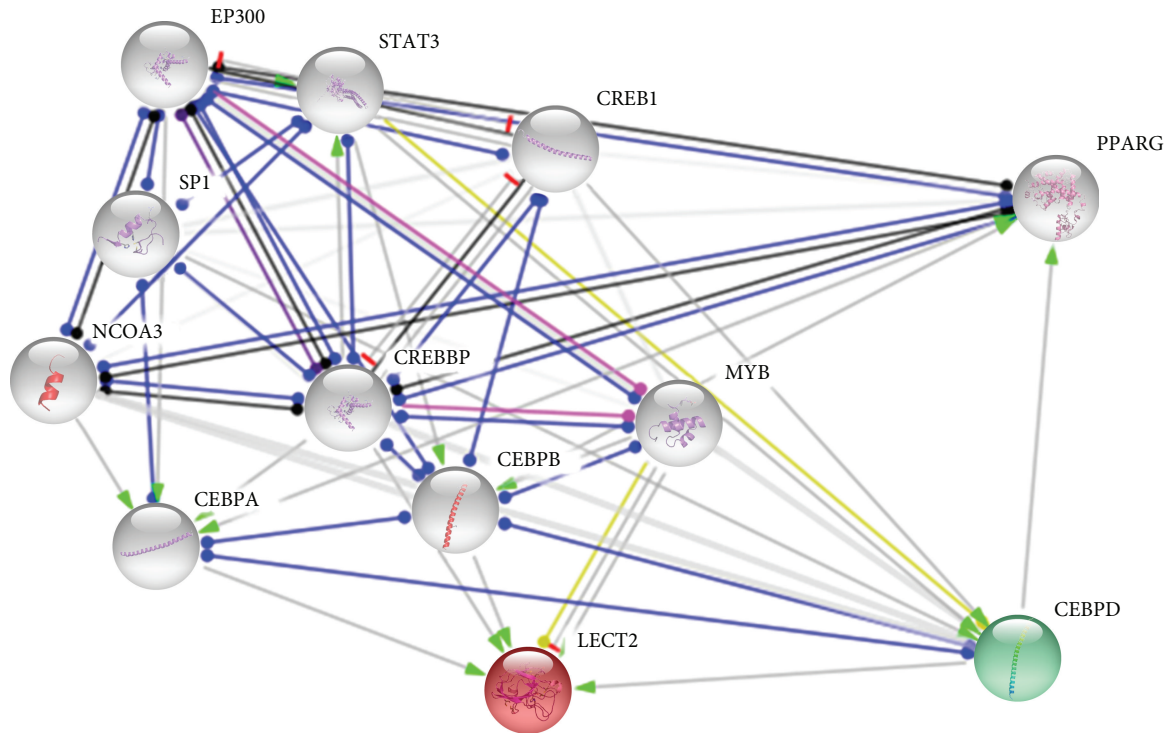 EP300
STAT3
CREB1
PPARG
SP1
NCOA3
CREBBP
MYB
CEBPB
CEBPA
CEBPD
LECT2